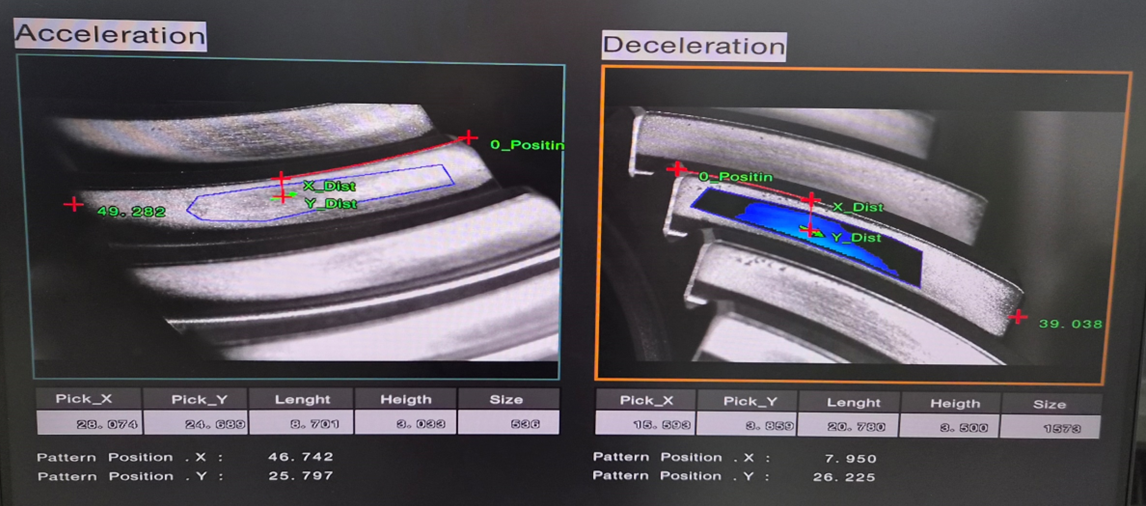 Acceleration
Deceleration
0_Positin
X_Dist
Y_Dist
49.282
0_Positin
X_Dist
Y_Dist
39.038
Pick_X Pick_Y Lenght Heigth Size
28.074 24.689 8.701 3.033 536
Pattern Position .X : 46.742
Pattern Position .Y : 25.797
Pick_X Pick_Y Lenght Heigth Size
15.593 3.859 20.780 3.500 1573
Pattern Position .X : 7.950
Pattern Position .Y : 26.225